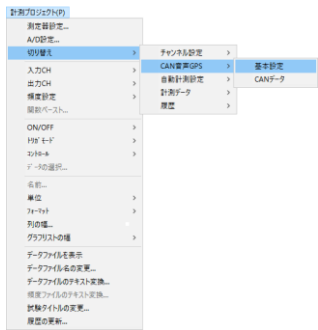 計測プロジェクト(P)
測定器設定...
A/D設定...
切り替え
入力CH
出力CH
頻度設定
関数ペースト...
ON/OFF
ﾄﾘｶﾞﾓｰﾄﾞ
ｺﾝﾄﾛｰﾙ
ﾃﾞｰﾀの選択...
名前...
単位
ﾌｫｰﾏｯﾄ
列の幅...
グラフリストの幅
データファイルを表示
データファイル名の変更...
データファイルのテキスト変換...
頻度ファイルのテキスト変換...
試験タイトルの変更...
履歴の更新...
チャンネル設定
CAN音声GPS
自動計測設定
計測データ
履歴
基本設定
CANデータ